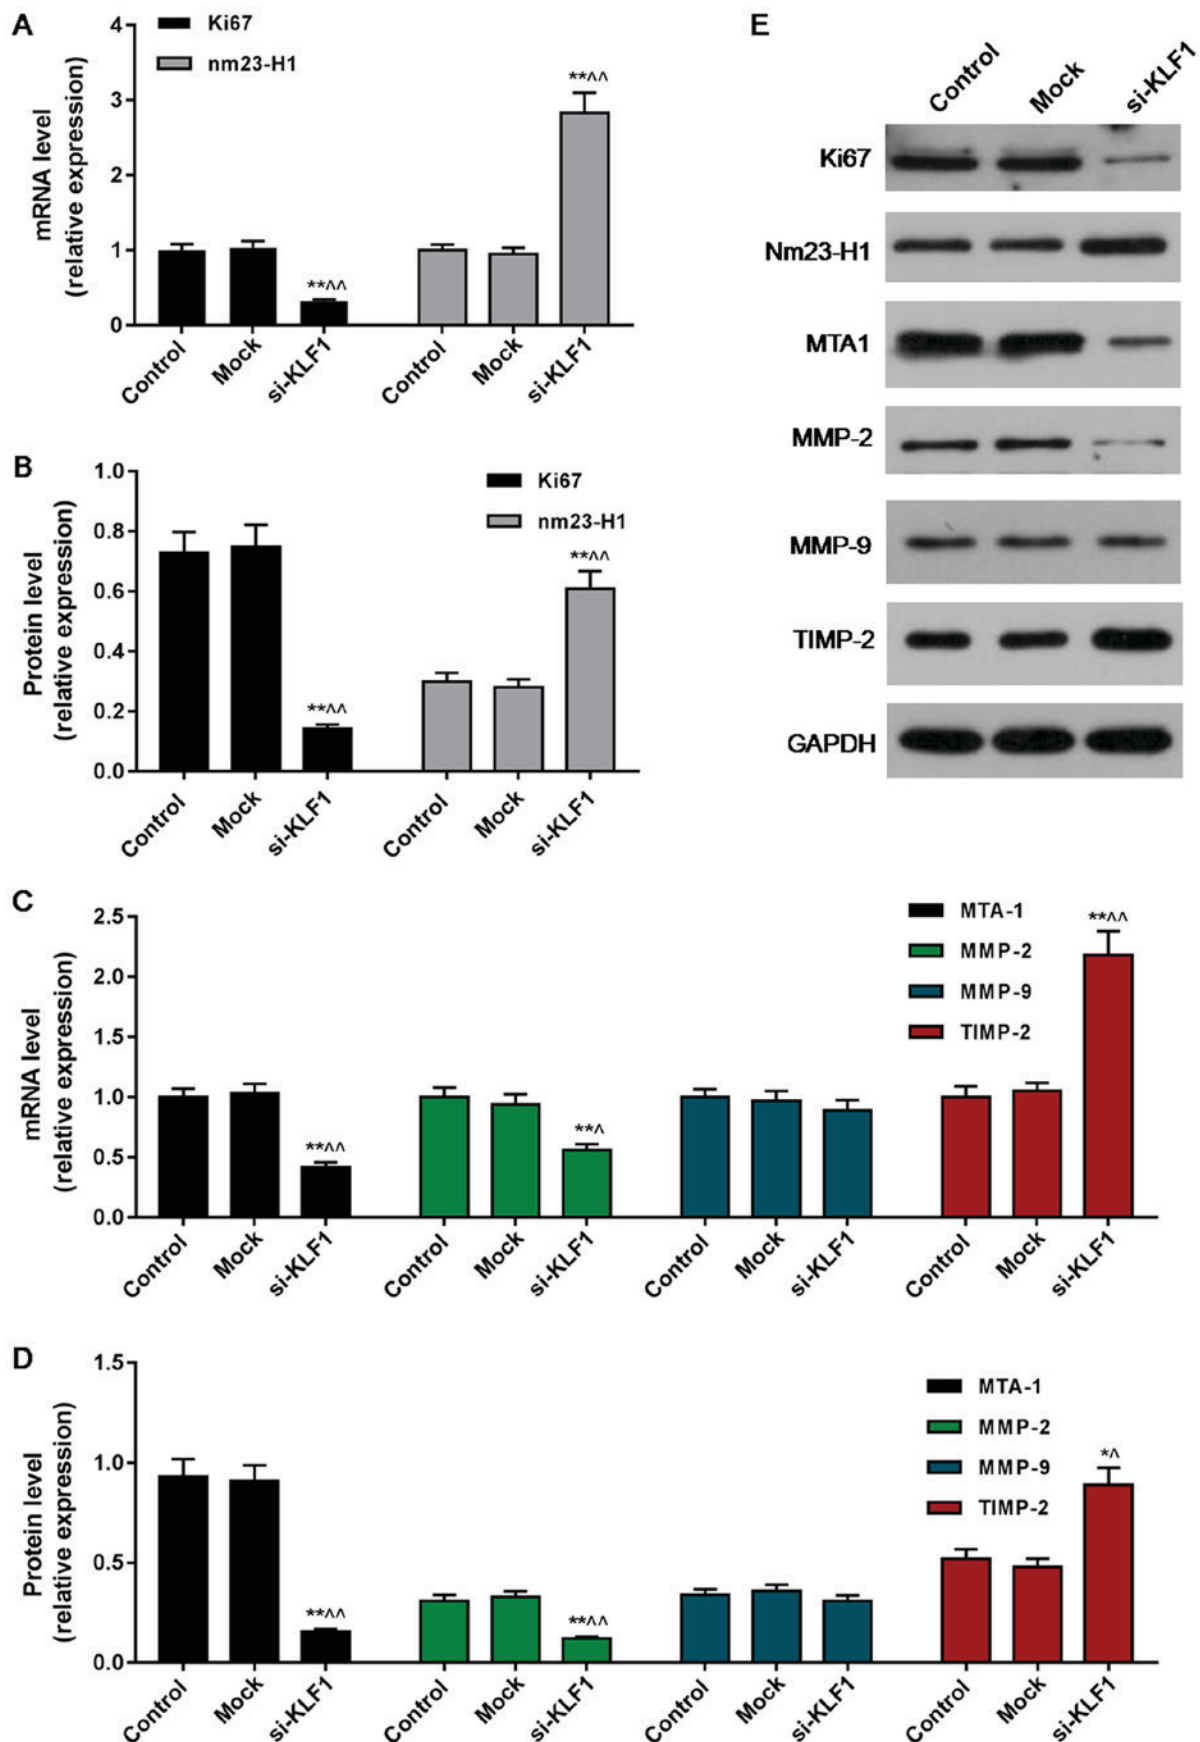 A
Ki67
nm23-H1
mRNA level
(relative expression)
4
3
2
1
0
**^^
**^^
Control
Mock
si-KLF1
Control
Mock
si-KLF1
B
Ki67
nm23-H1
Protein level
(relative expression)
1.0
0.8
0.6
0.4
0.2
0.0
**^^
**^^
Control
Mock
si-KLF1
Control
Mock
si-KLF1
E
Control
Mock
si-KLF1
Ki67
Nm23-H1
MTA1
MMP-2
MMP-9
TIMP-2
GAPDH
C
MTA-1
MMP-2
MMP-9
TIMP-2
mRNA level
(relative expression)
2.5
2.0
1.5
1.0
0.5
0.0
**^^
**^
**^^
Control
Mock
si-KLF1
Control
Mock
si-KLF1
Control
Mock
si-KLF1
Control
Mock
si-KLF1
D
MTA-1
MMP-2
MMP-9
TIMP-2
Protein level
(relative expression)
1.5
1.0
0.5
0.0
**^^
**^^
*^
Control
Mock
si-KLF1
Control
Mock
si-KLF1
Control
Mock
si-KLF1
Control
Mock
si-KLF1